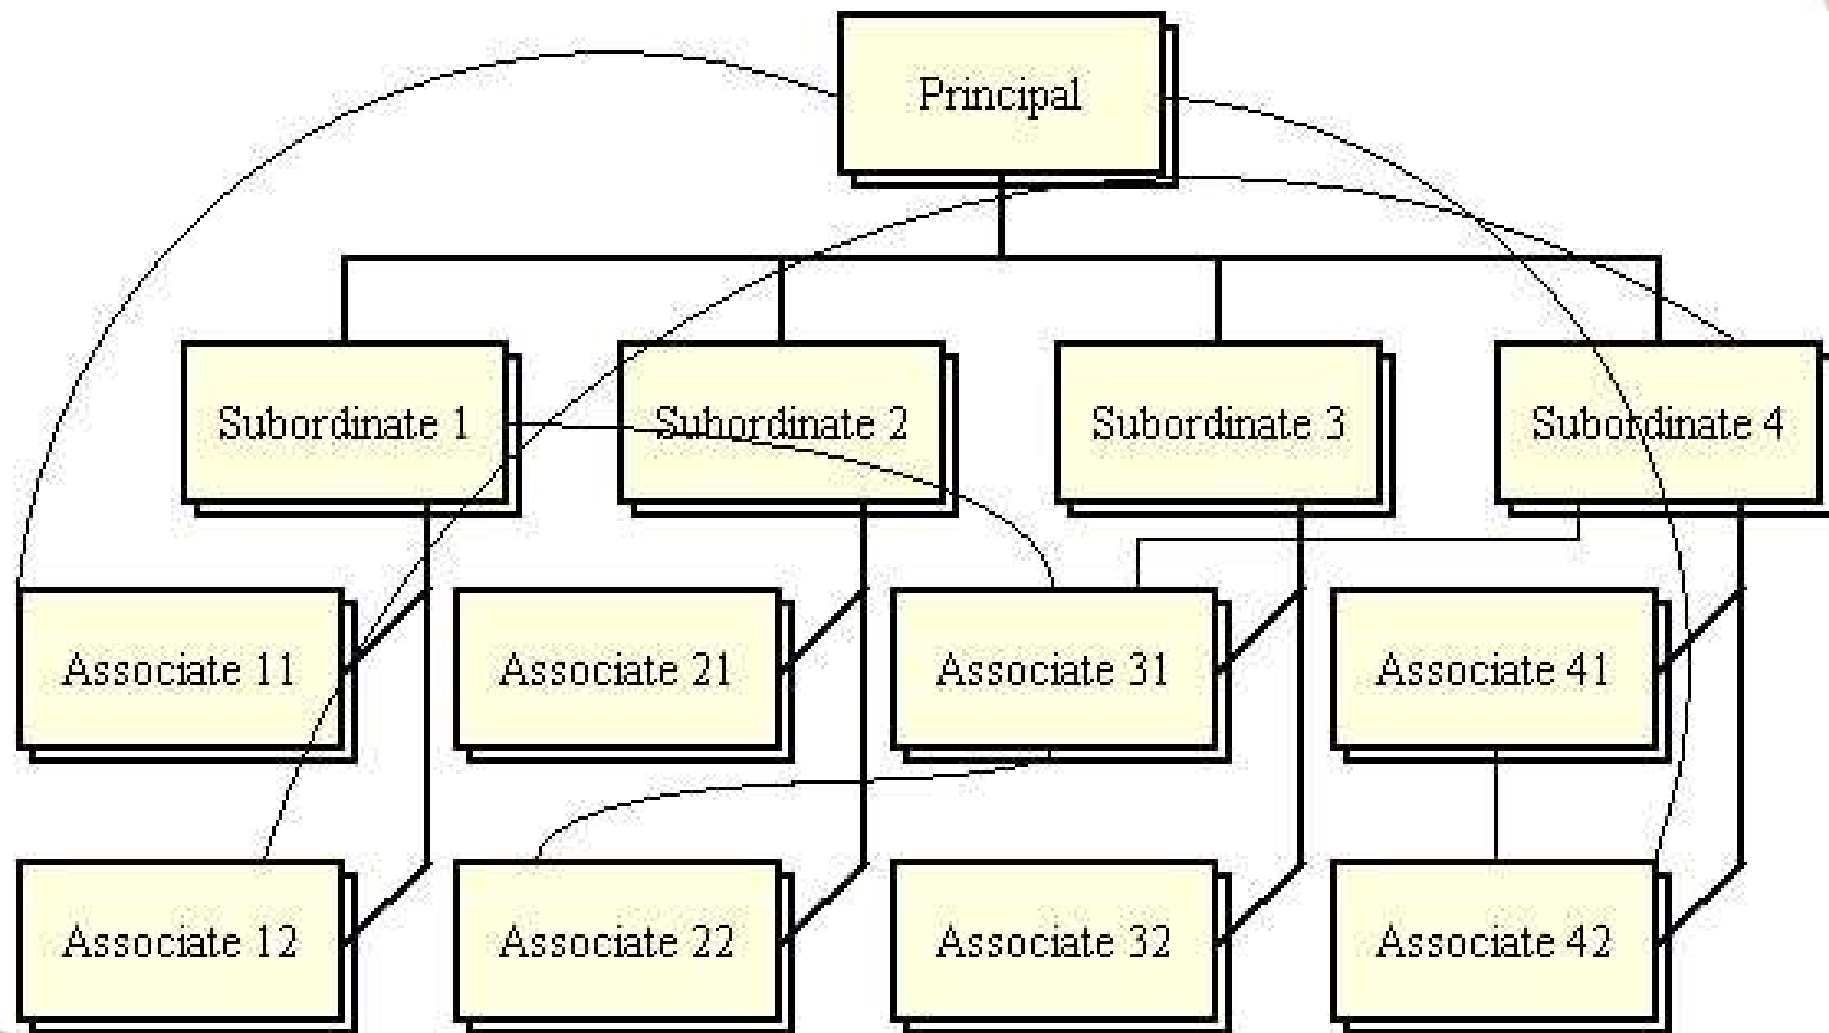 Principal
Subordinate 1
Subordinate 2
Subordinate 3
Subordinate 4
Associate 11
Associate 21
Associate 31
Associate 41
Associate 12
Associate 22
Associate 32
Associate 42